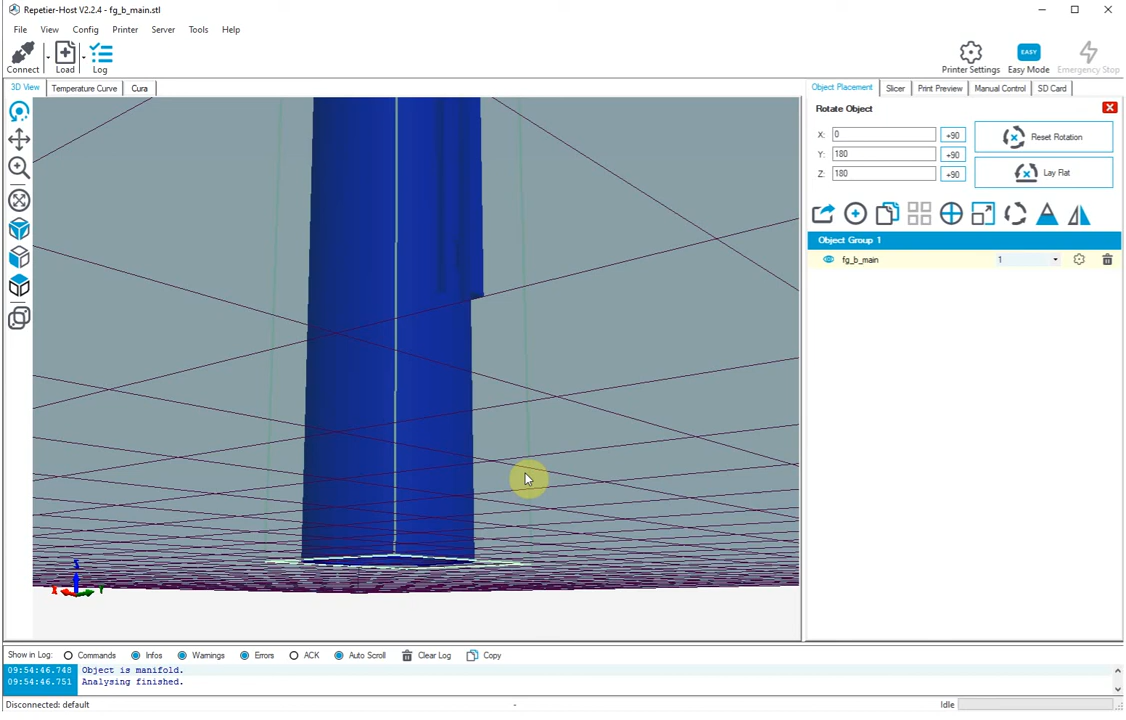 Repetier-Host V2.2.4 - fg_b_main.stl
File View Config Printer Server Tools Help
Connect Load Log Printer Settings EASY Easy Mode Emergency Stop
3D View Temperature Curve Cura Object Placement Slicer Print Preview Manual Control SD Card
Rotate Object
X: 0 +90 Reset Rotation
Y: 180 +90
Z: 180 +90 Lay Flat
Object Group 1
fg_b_main 1
Z
X Y
Show in Log: Commands Infos Warnings Errors ACK Auto Scroll Clear Log Copy
09:54:46.748 Object is manifold.
09:54:46.751 Analysing finished.
Disconnected: default - Idle